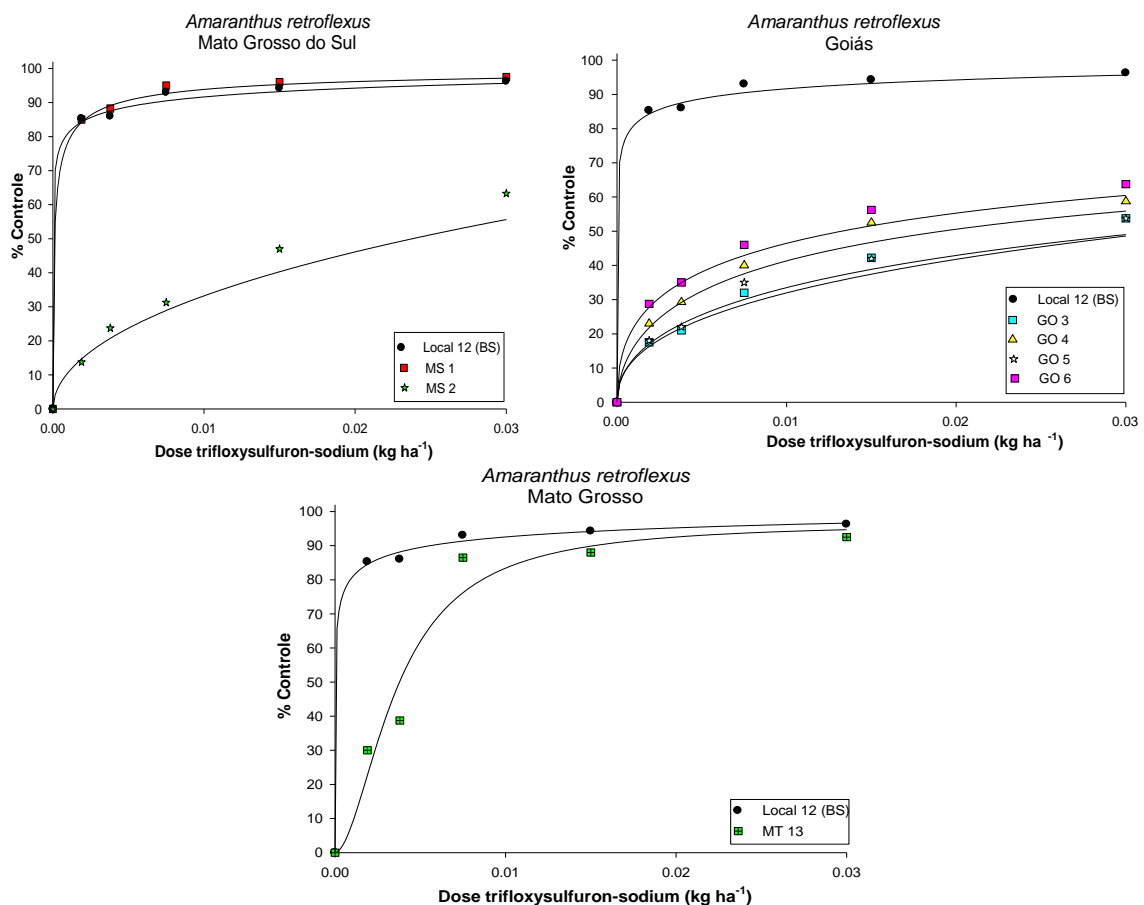 Amaranthus retroflexus
Mato Grosso do Sul
100
90
80
70
60
50
40
30
20
10
0
% Controle
Local 12 (BS)
MS 1
MS 2
0.00 0.01 0.02 0.03
Dose trifloxysulfuron-sodium (kg ha-1)
Amaranthus retroflexus
Goiás
100
90
80
70
60
50
40
30
20
10
0
% Controle
Local 12 (BS)
GO 3
GO 4
GO 5
GO 6
0.00 0.01 0.02 0.03
Dose trifloxysulfuron-sodium (kg ha -1)
Amaranthus retroflexus
Mato Grosso
100
90
80
70
60
50
40
30
20
10
0
% Controle
Local 12 (BS)
MT 13
0.00 0.01 0.02 0.03
Dose trifloxysulfuron-sodium (kg ha-1)